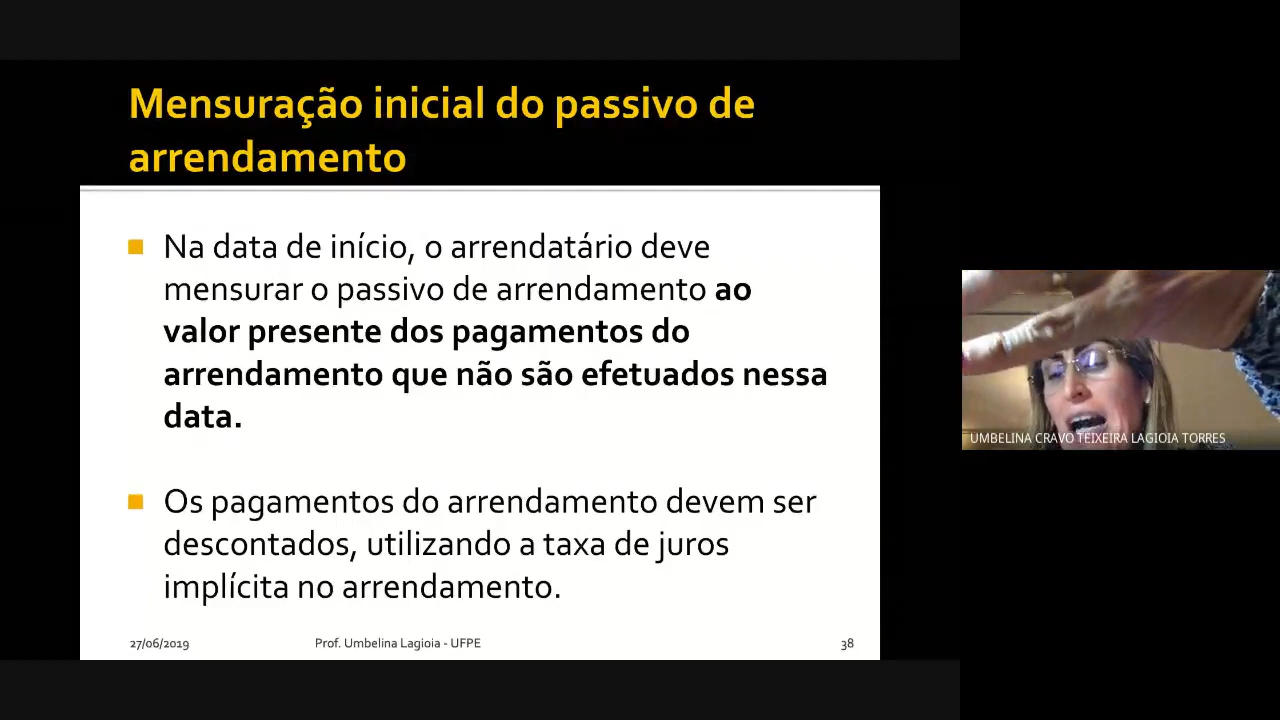 Mensuração inicial do passivo de
arrendamento
Na data de início, o arrendatário deve
mensurar o passivo de arrendamento ao
valor presente dos pagamentos do
arrendamento que não são efetuados nessa
data.
Os pagamentos do arrendamento devem ser
descontados, utilizando a taxa de juros
implícita no arrendamento.
27/06/2019
Prof. Umbelina Lagioia - UFPE
38
UMBELINA CRAVO TEIXEIRA LAGIOIA TORRES